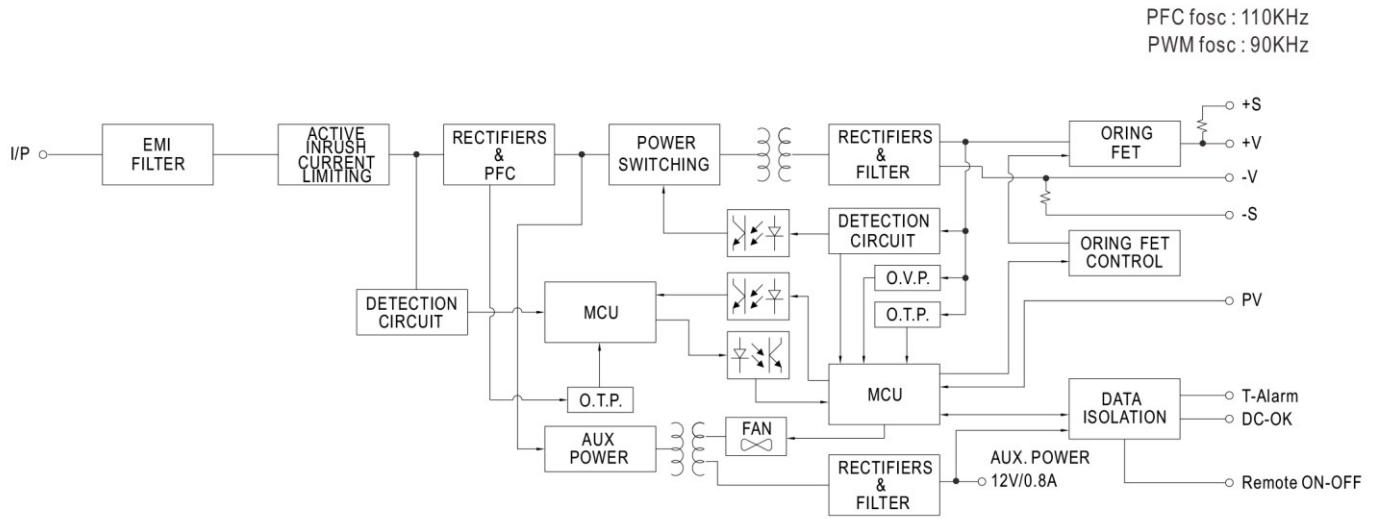 PFC fosc : 110KHz
PWM fosc : 90KHz
I/P
EMI
FILTER
ACTIVE
INRUSH
CURRENT
LIMITING
RECTIFIERS
&
PFC
POWER
SWITCHING
RECTIFIERS
&
FILTER
ORING
FET
+S
+V
-V
-S
DETECTION
CIRCUIT
ORING FET
CONTROL
O.V.P.
O.T.P.
PV
DETECTION
CIRCUIT
MCU
MCU
O.T.P.
DATA
ISOLATION
T-Alarm
DC-OK
AUX
POWER
FAN
RECTIFIERS
&
FILTER
AUX. POWER
12V/0.8A
Remote ON-OFF